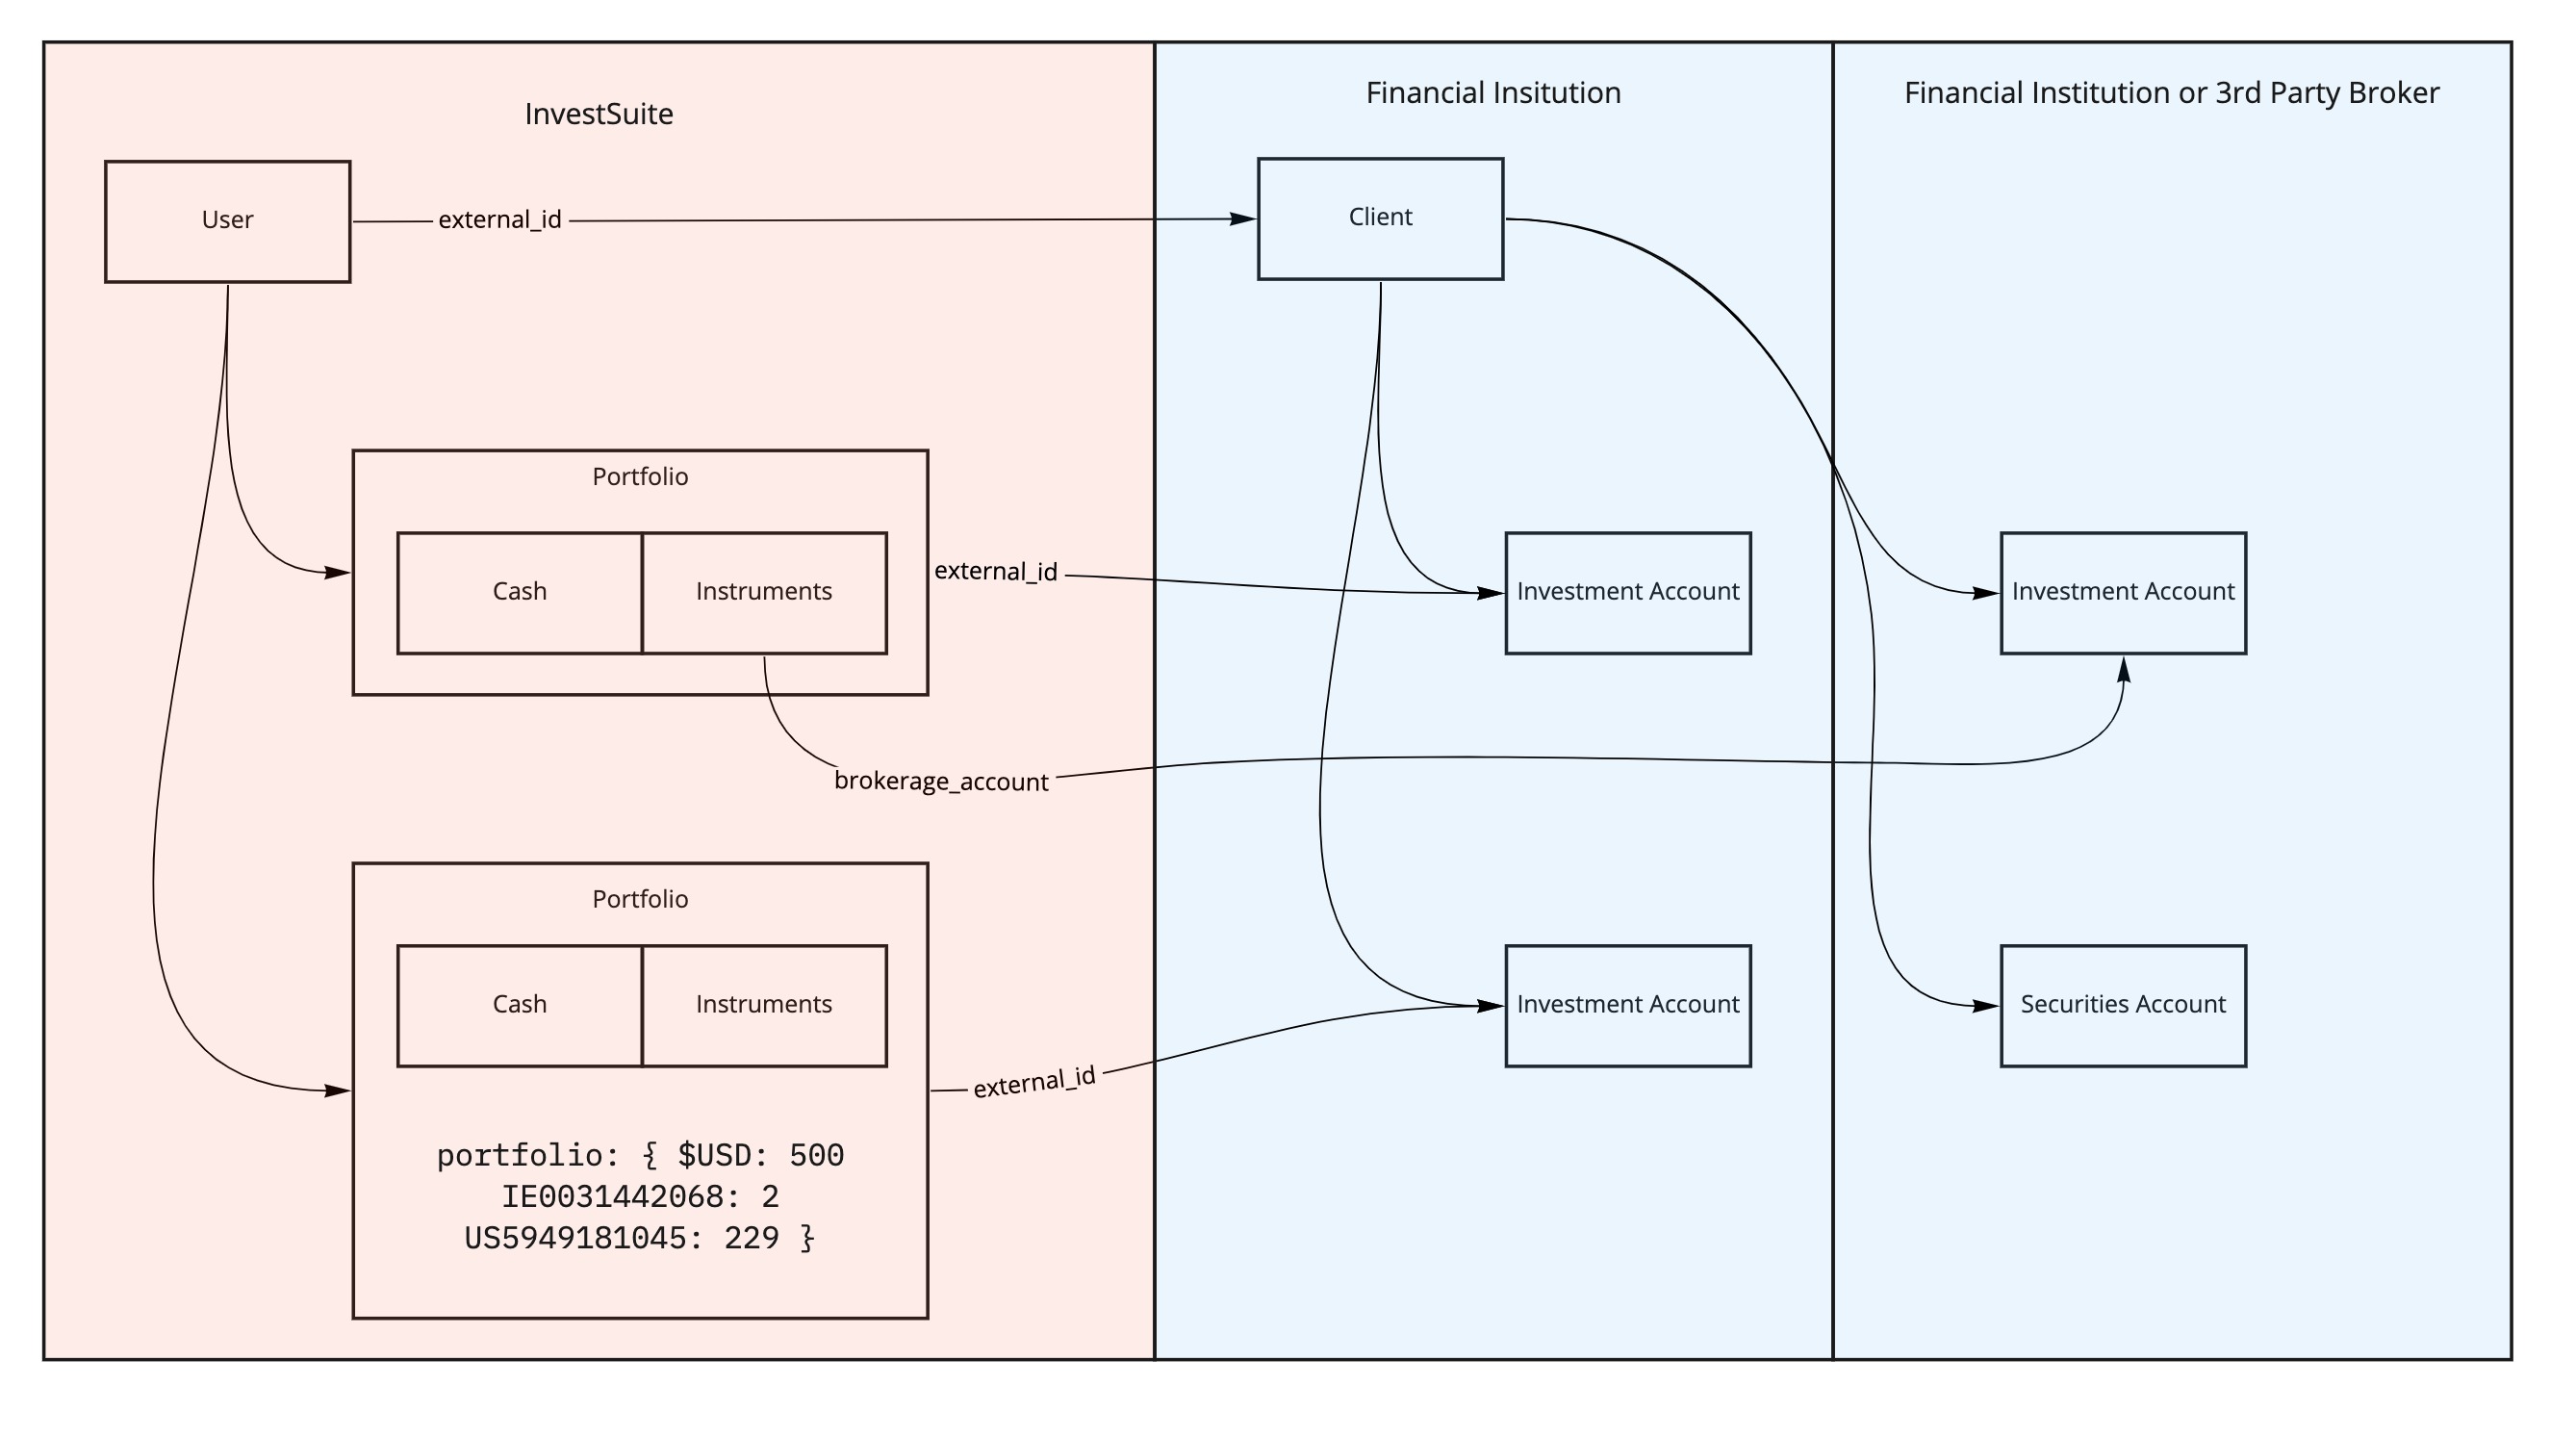 InvestSuite
Financial Insitution
Financial Institution or 3rd Party Broker
User
external_id
Client
Portfolio
Cash
Instruments
external_id
Investment Account
Investment Account
brokerage_account
Portfolio
Cash
Instruments
external_id
Investment Account
Securities Account
portfolio: { $USD: 500
IE0031442068: 2
US5949181045: 229 }